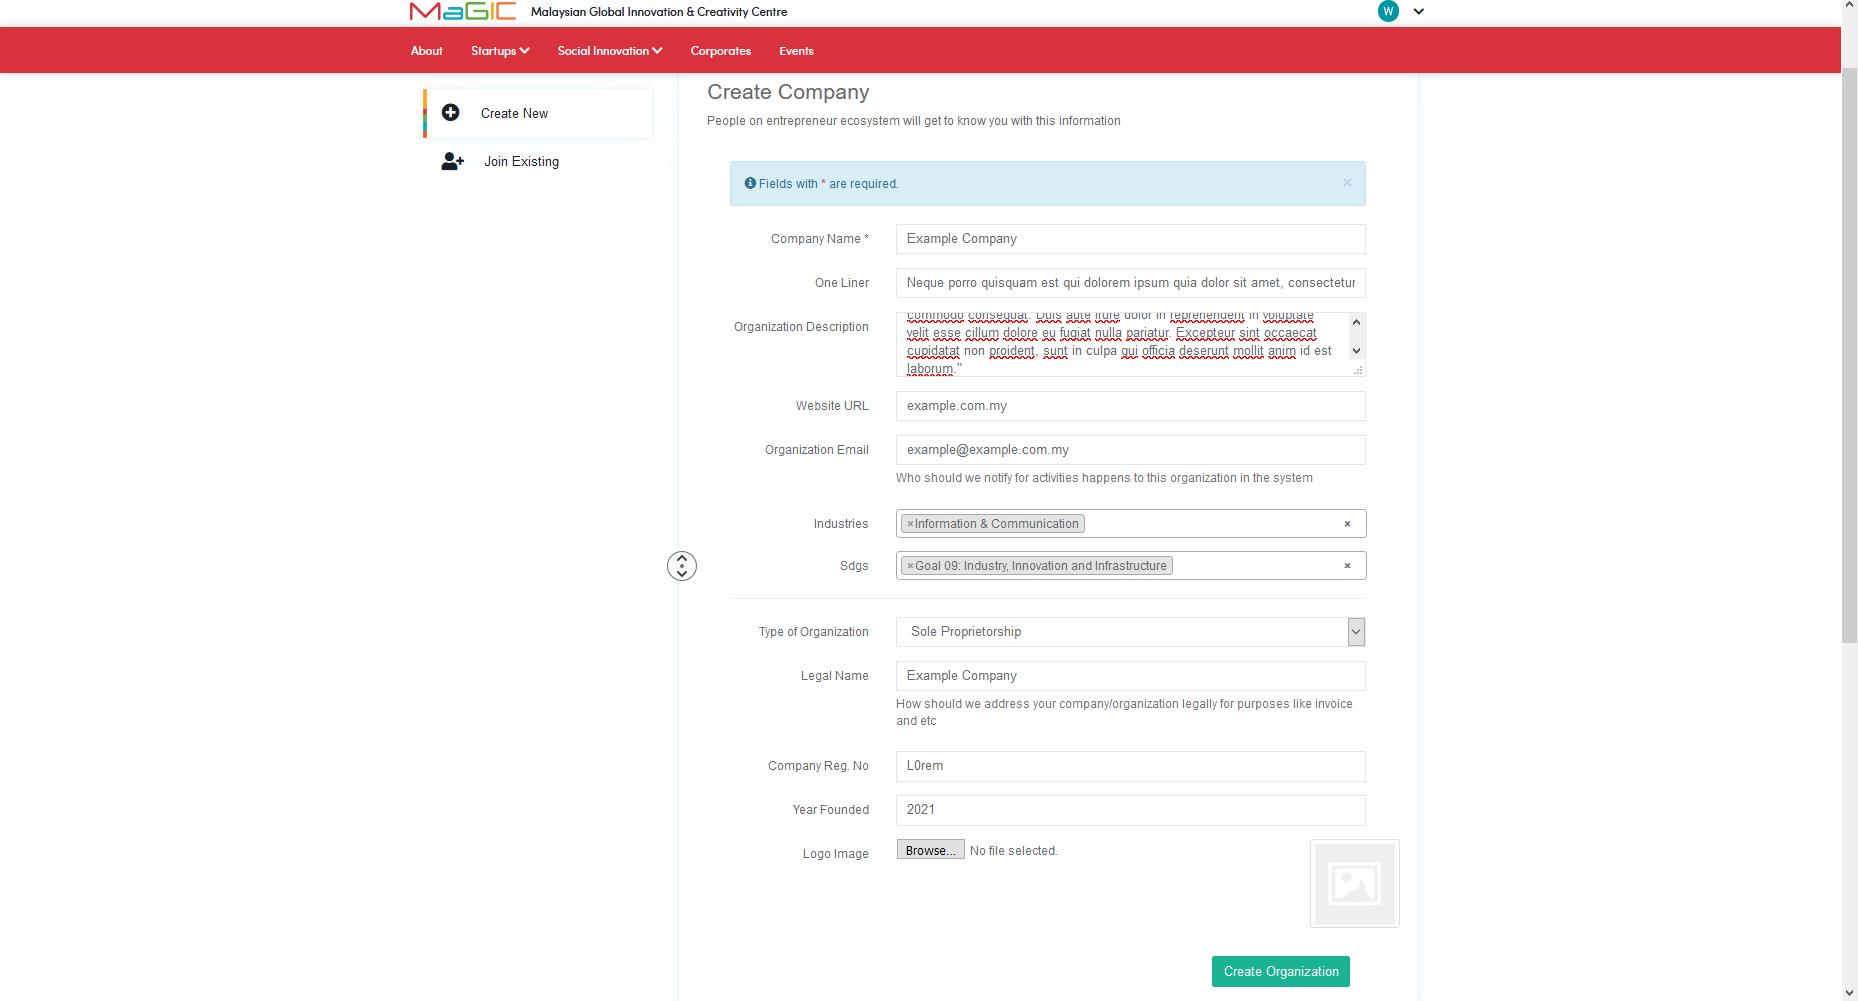 MaGIC Malaysian Global Innovation & Creativity Centre W
About Startups Social Innovation Corporates Events
Create New
Join Existing
Create Company
People on entrepreneur ecosystem will get to know you with this information
Fields with * are required. ×
Company Name * Example Company
One Liner Neque porro quisquam est qui dolorem ipsum quia dolor sit amet, consectetur
Organization Description
commodo consequat. Duis aute irure dolor in reprehenderit in voluptate
velit esse cillum dolore eu fugiat nulla pariatur. Excepteur sint occaecat
cupidatat non proident, sunt in culpa qui officia deserunt mollit anim id est
laborum."
Website URL example.com.my
Organization Email example@example.com.my
Who should we notify for activities happens to this organization in the system
Industries ×Information & Communication ×
Sdgs ×Goal 09: Industry, Innovation and Infrastructure ×
Type of Organization Sole Proprietorship
Legal Name Example Company
How should we address your company/organization legally for purposes like invoice
and etc
Company Reg. No L0rem
Year Founded 2021
Logo Image Browse... No file selected.
Create Organization